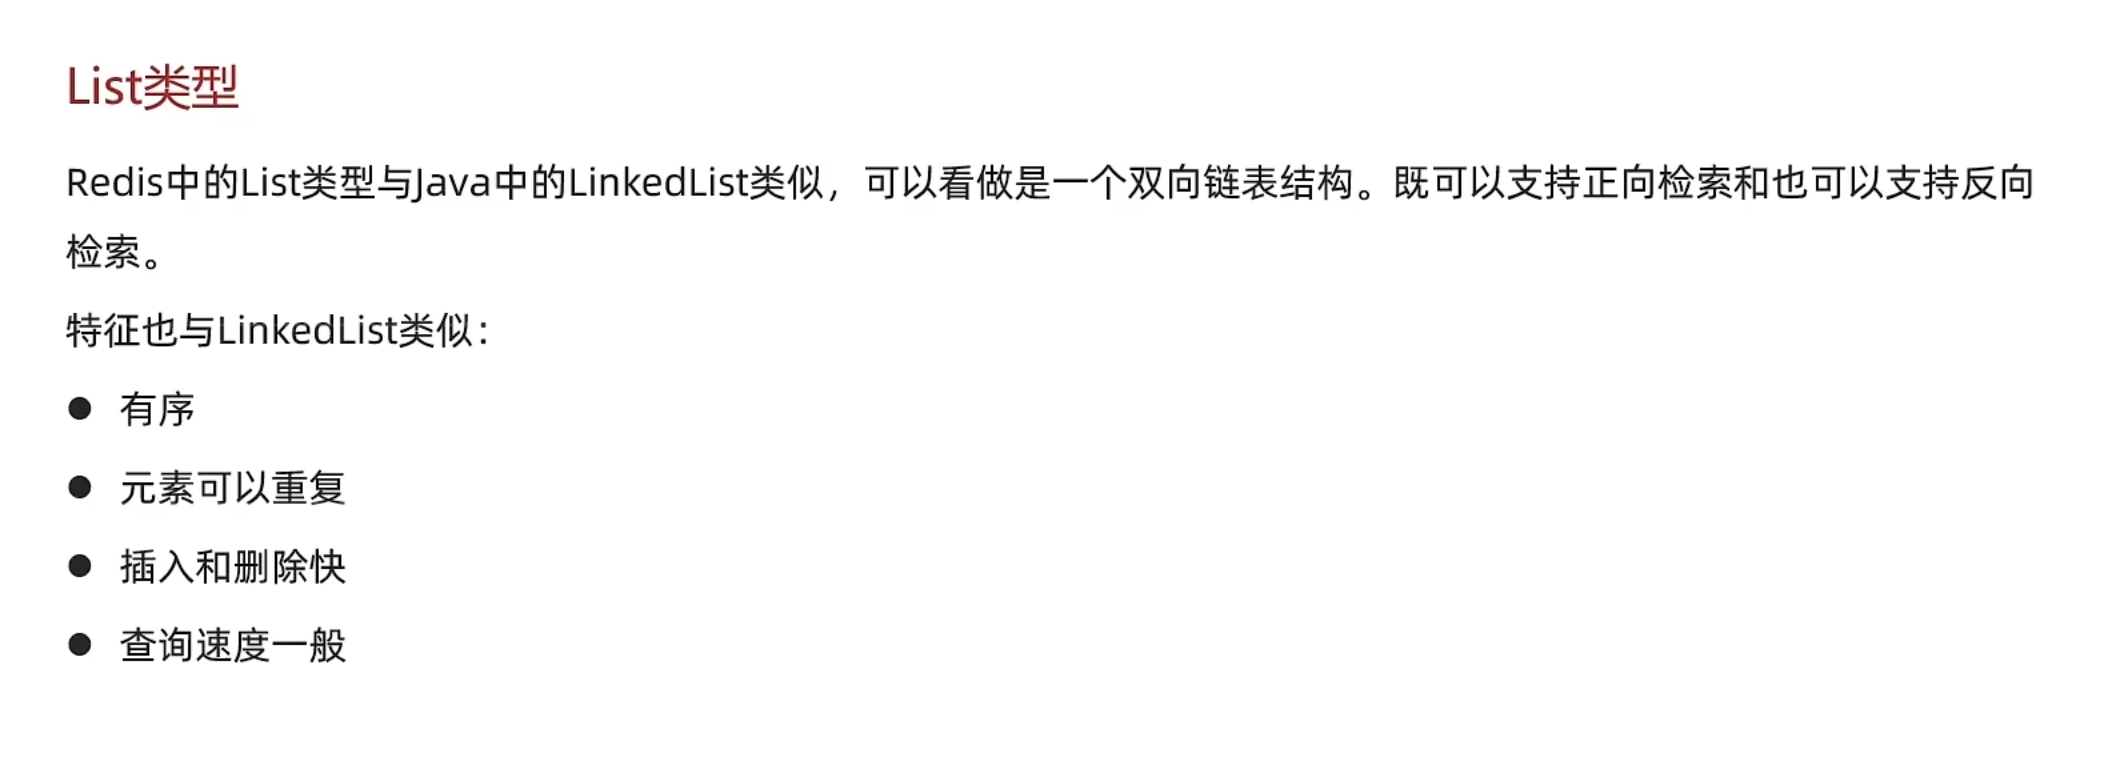 List类型
Redis中的List类型与Java中的LinkedList类似，可以看做是一个双向链表结构。既可以支持正向检索和也可以支持反向
检索。
特征也与LinkedList类似：
● 有序
● 元素可以重复
● 插入和删除快
● 查询速度一般